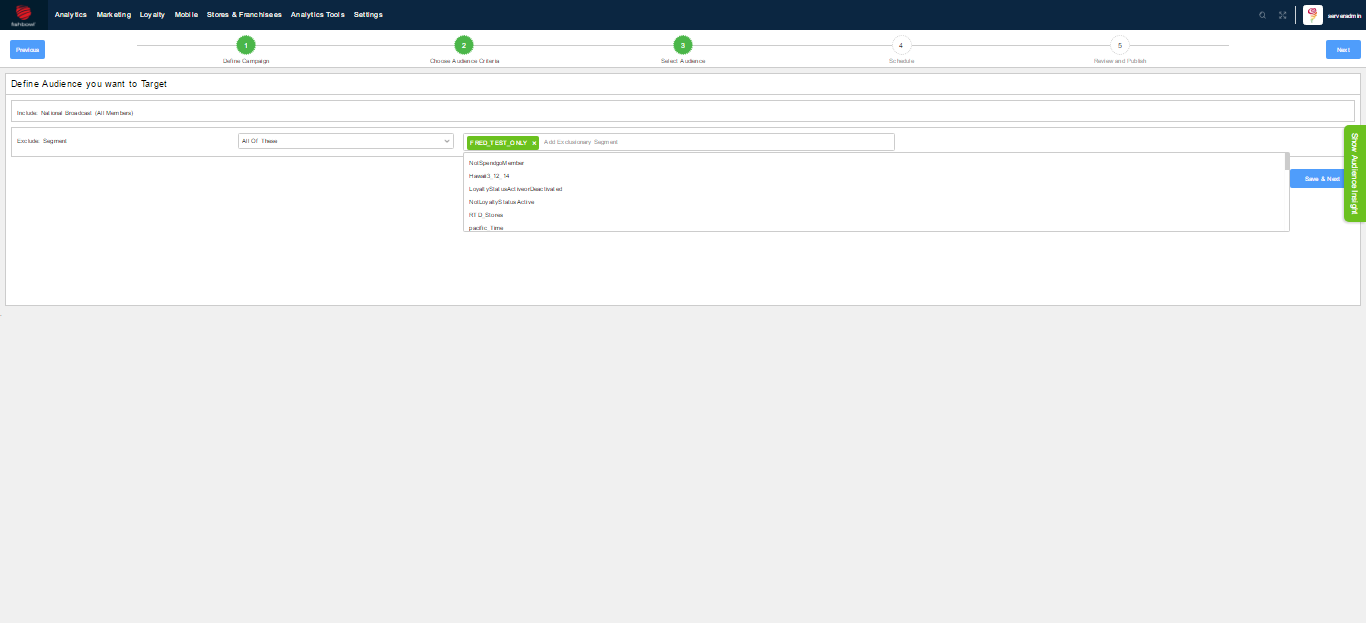 fishbowl Analytics Marketing Loyalty Mobile Stores & Franchisees Analytics Tools Settings serveradmin
Previous 1 2 3 4 5 Next
Define Campaign Choose Audience Criteria Select Audience Schedule Review and Publish
Define Audience you want to Target
Include: National Broadcast (All Members)
Exclude: Segment All Of These FRED_TEST_ONLY × Add Exclusionary Segment
NotSpendgoMember
Hawaii3_12_14
LoyaltyStatusActiveorDeactivated
Save & Next
NotLoyaltyStatusActive
RTD_Stores
pacific_Time
Show Audience Insight